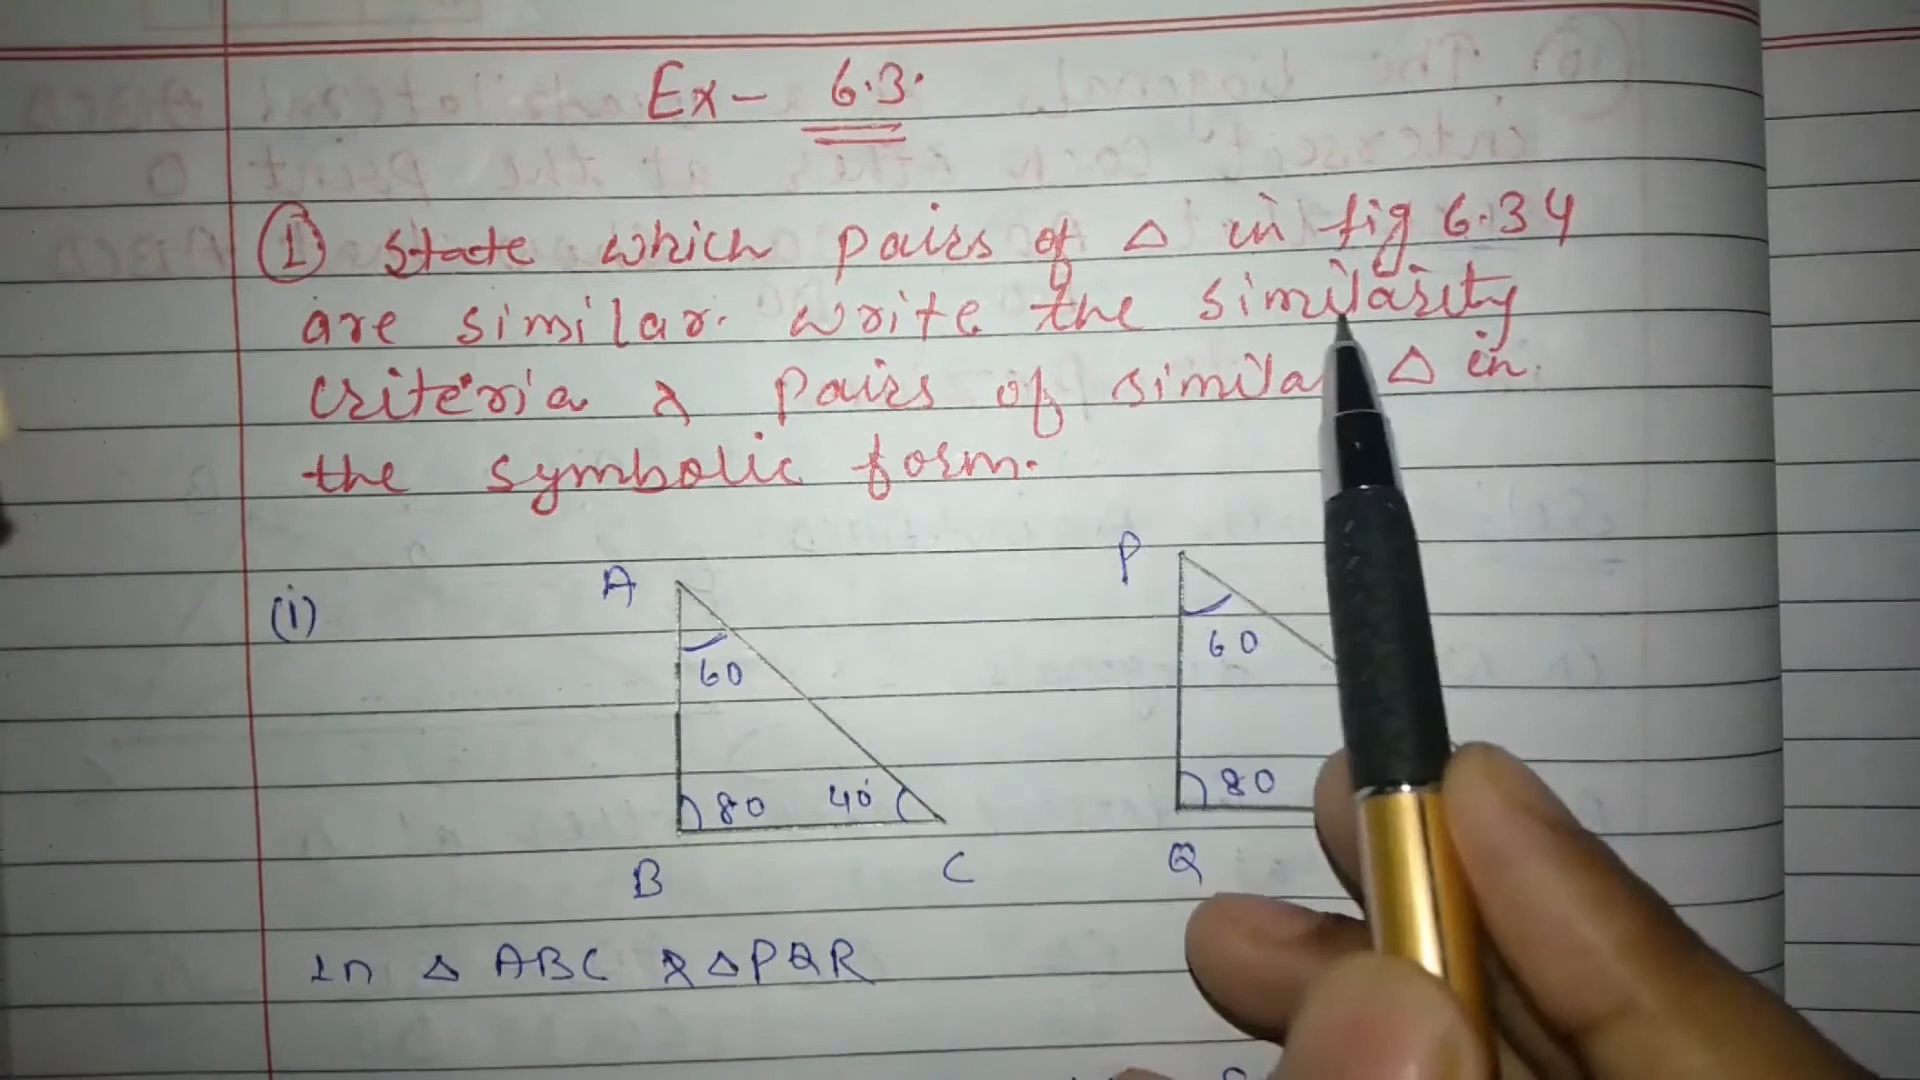 Ex - 6.3.
① State which pairs of △ in fig 6.34
are similar. write the similarity
criteria & pairs of similar △ in.
the symbolic form.
(i)
A
P
60
60
80
40°
80
B
C
Q
In △ ABC & △PQR